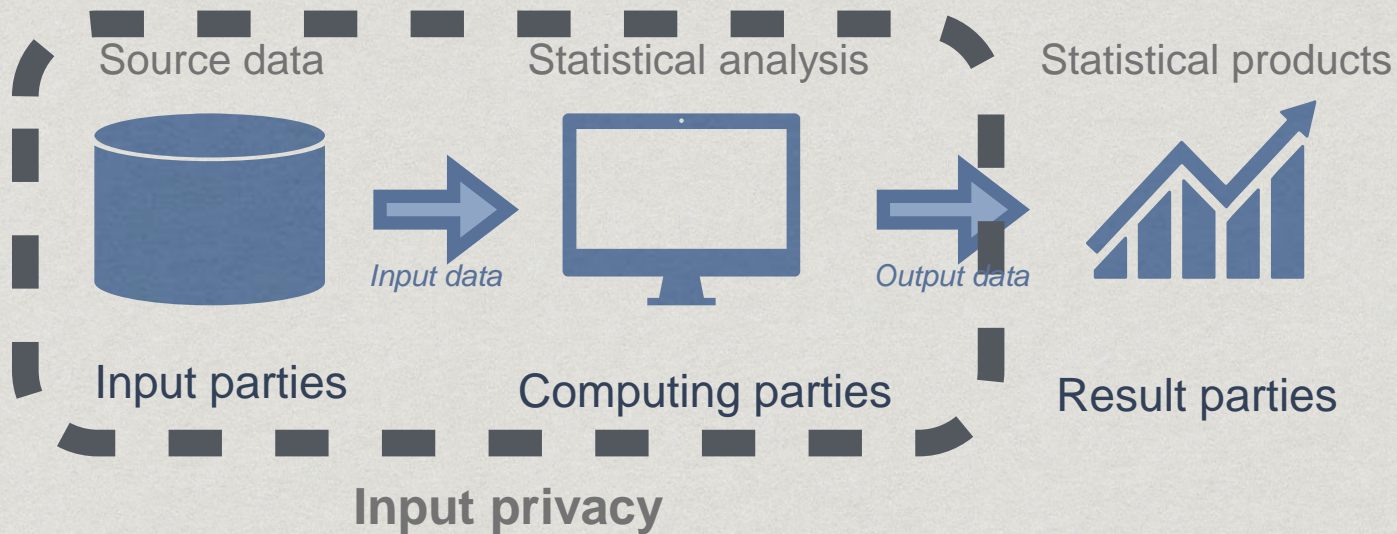 Source data
Statistical analysis
Statistical products
Input data
Output data
Input parties
Computing parties
Result parties
Input privacy